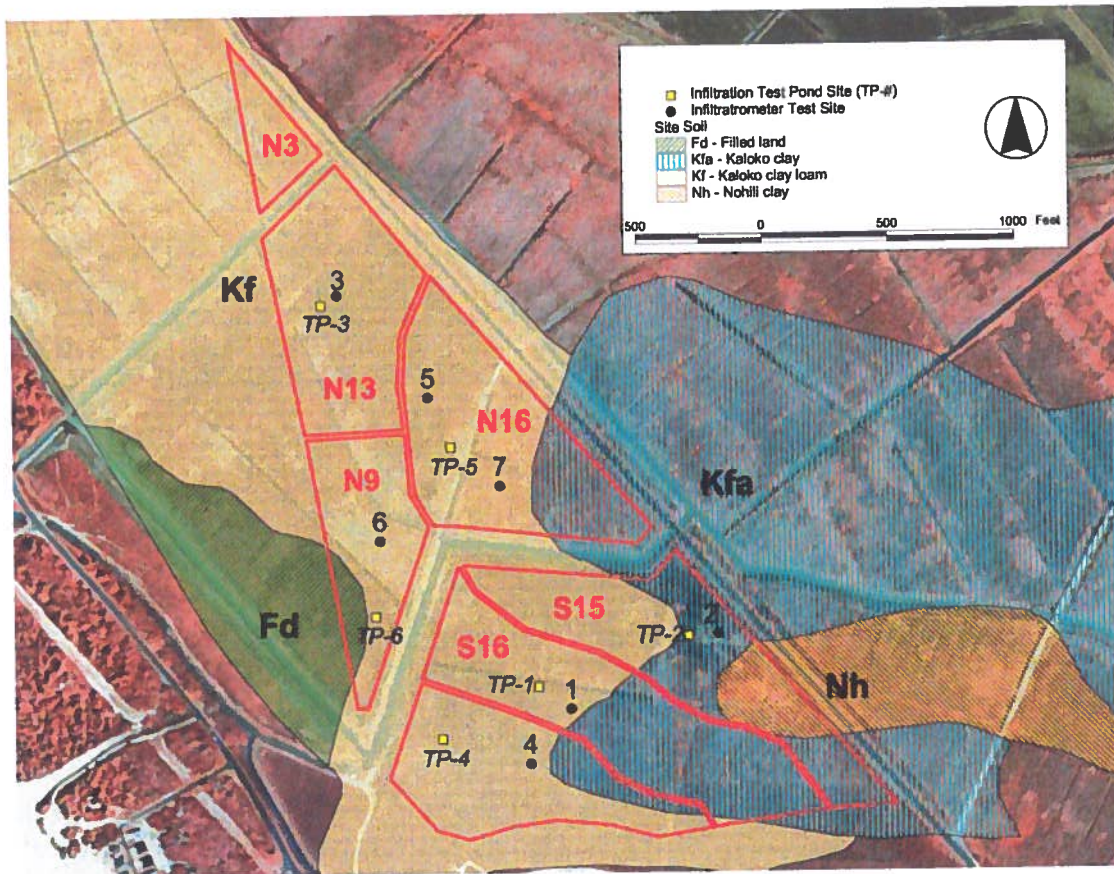 Infiltration Test Pond Site (TP-#)
Infiltratrometer Test Site
Site Soil
Fd - Filled land
Kfa - Kaloko clay
Kf - Kaloko clay loam
Nh - Nohili clay
500 0 500 1000 Feet
N3
Kf
3
TP-3
N13
5
N16
TP-5
7
N9
Kfa
6
Fd
TP-6
S15
TP-2
2
S16
TP-1
1
Nh
TP-4
4